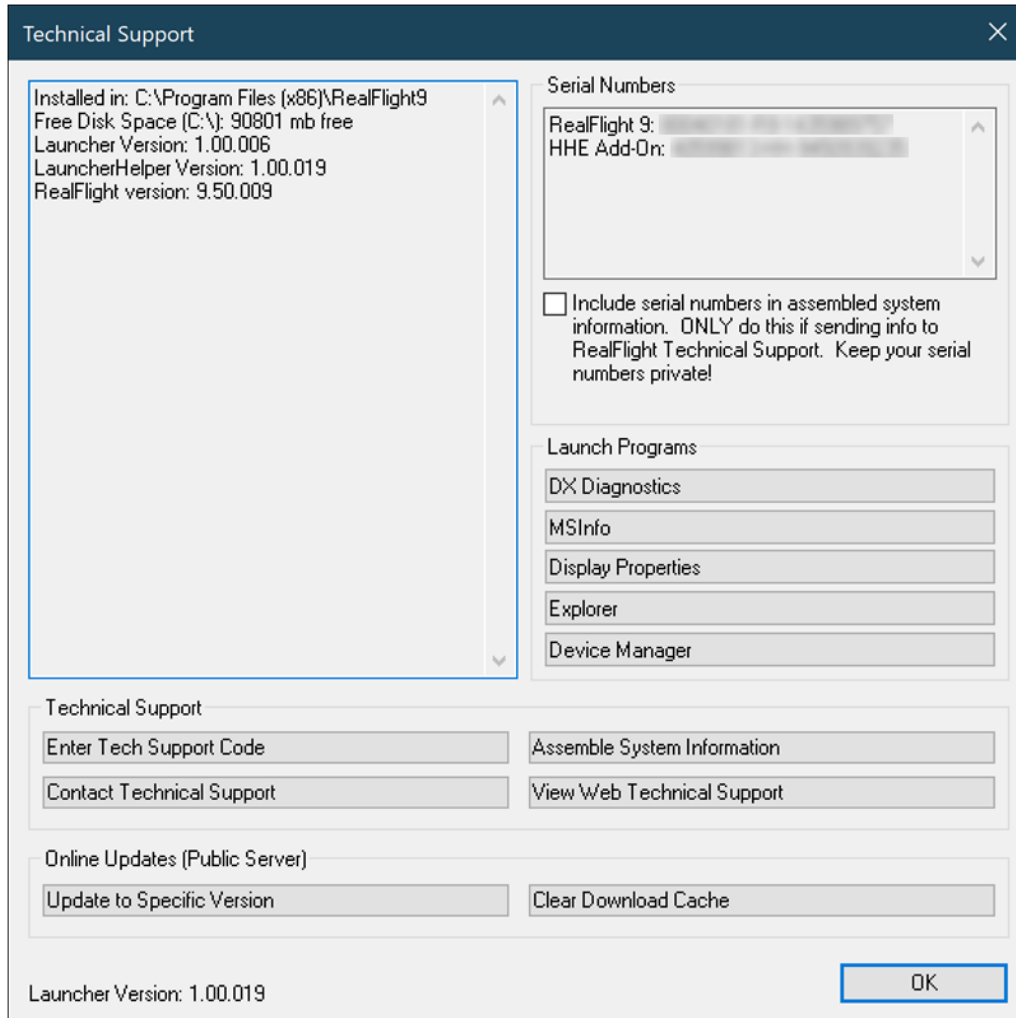 Technical Support
Installed in: C:\Program Files (x86)\RealFlight9
Free Disk Space (C:\): 90801 mb free
Launcher Version: 1.00.006
LauncherHelper Version: 1.00.019
RealFlight version: 9.50.009
Serial Numbers
RealFlight 9:
HHE Add-On:
Include serial numbers in assembled system
information.  ONLY do this if sending info to
RealFlight Technical Support.  Keep your serial
numbers private!
Launch Programs
DX Diagnostics
MSInfo
Display Properties
Explorer
Device Manager
Technical Support
Enter Tech Support Code
Assemble System Information
Contact Technical Support
View Web Technical Support
Online Updates (Public Server)
Update to Specific Version
Clear Download Cache
Launcher Version: 1.00.019
OK